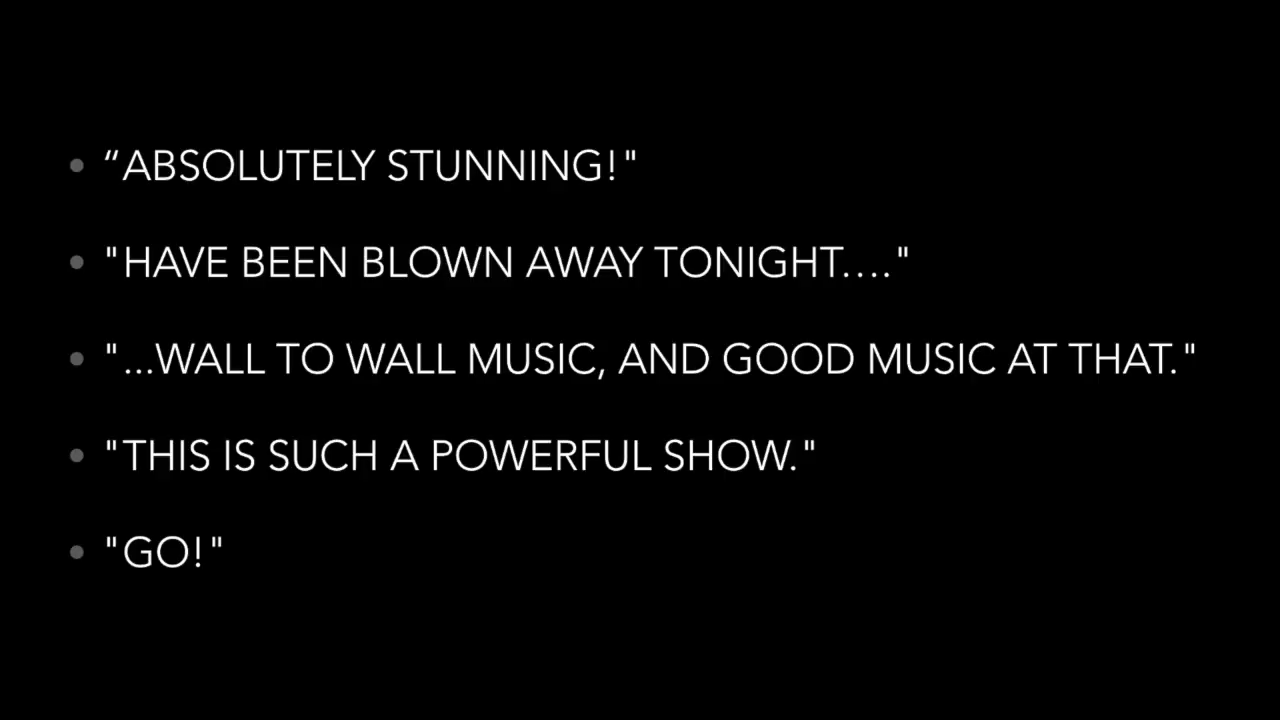 • “ABSOLUTELY STUNNING!"
• "HAVE BEEN BLOWN AWAY TONIGHT...."
• "...WALL TO WALL MUSIC, AND GOOD MUSIC AT THAT."
• "THIS IS SUCH A POWERFUL SHOW."
• "GO!"